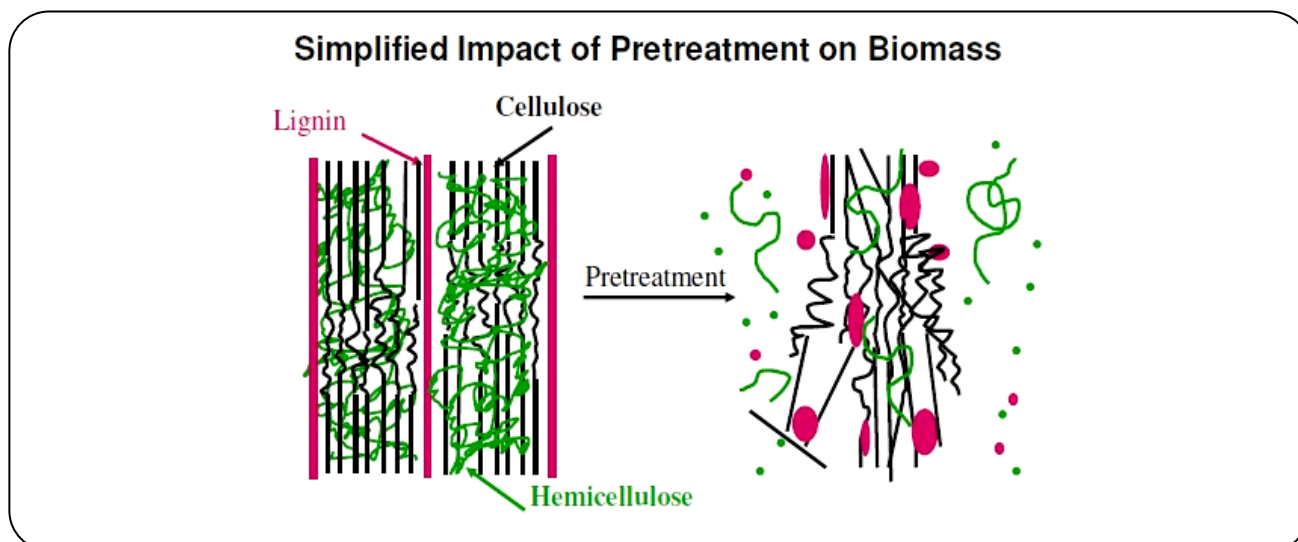 Simplified Impact of Pretreatment on Biomass
Cellulose
Lignin
Pretreatment
Hemicellulose